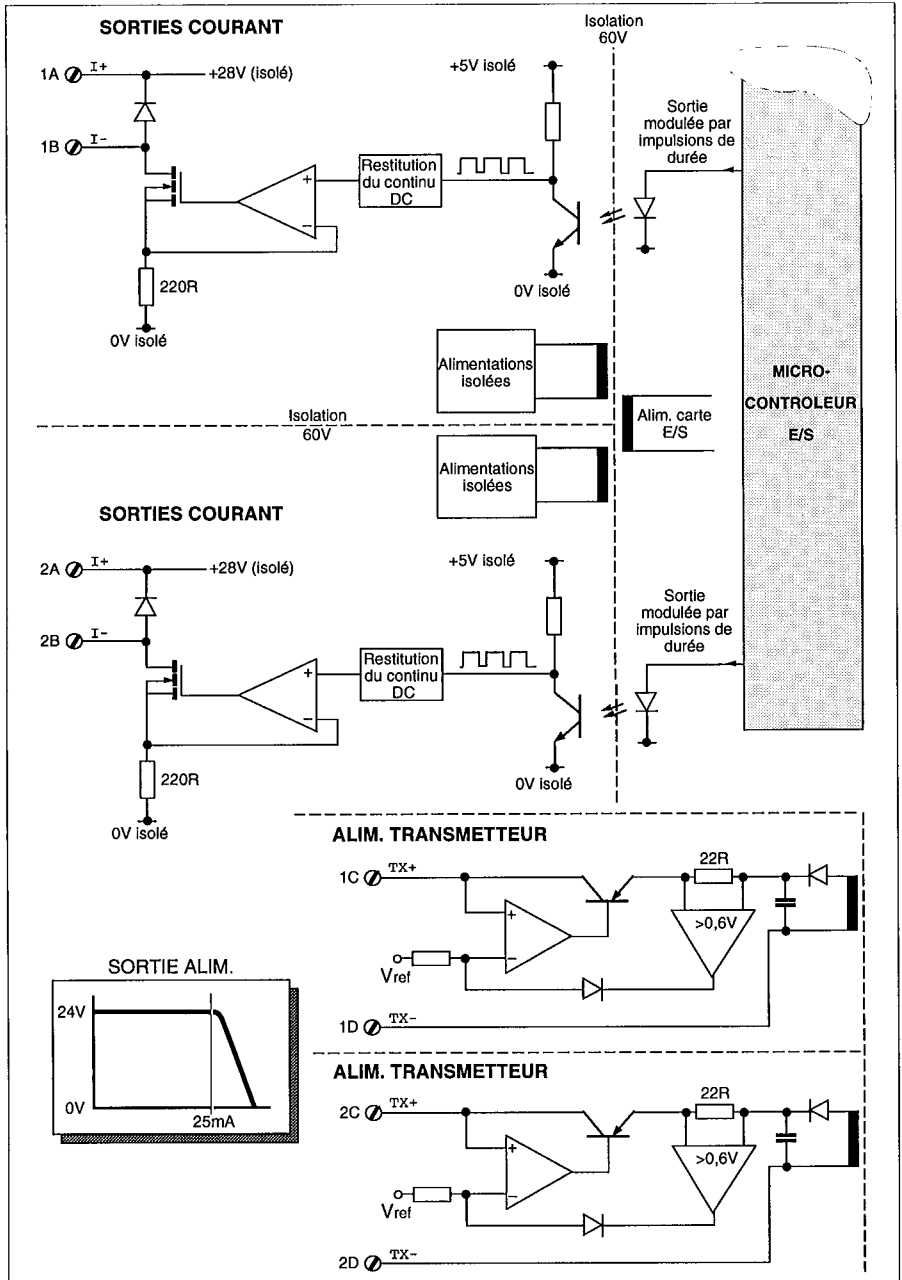 SORTIES COURANT
Isolation
60V
1A I+
+28V (isolé)
+5V isolé
Sortie
modulée par
impulsions de
durée
1B I-
Restitution
du continu
DC
+
−
220R
0V isolé
0V isolé
Alimentations
isolées
MICRO-
CONTROLEUR
E/S
Alim. carte
E/S
Isolation
60V
Alimentations
isolées
SORTIES COURANT
2A I+
+28V (isolé)
+5V isolé
Sortie
modulée par
impulsions de
durée
2B I-
Restitution
du continu
DC
+
−
220R
0V isolé
0V isolé
ALIM. TRANSMETTEUR
1C TX+
22R
+
−
>0,6V
Vref
1D TX-
SORTIE ALIM.
24V
0V
25mA
ALIM. TRANSMETTEUR
2C TX+
22R
+
−
>0,6V
Vref
2D TX-